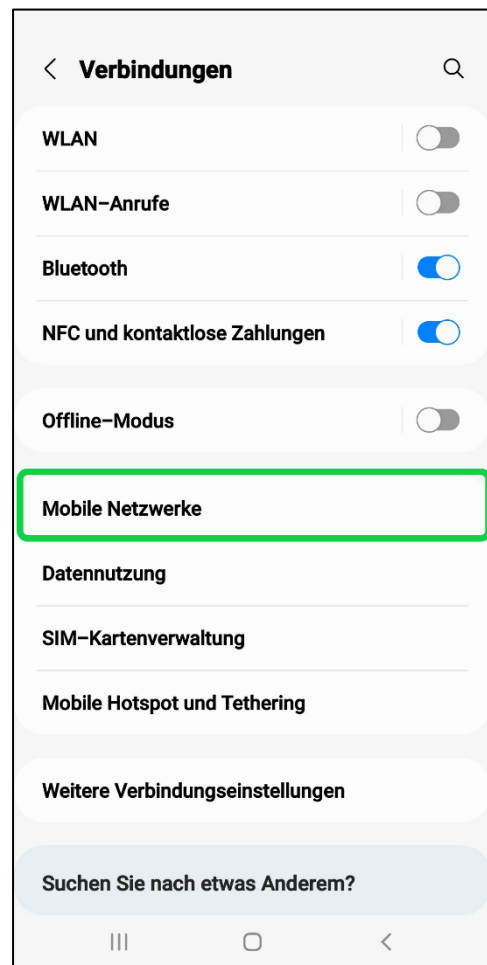 Verbindungen
WLAN
WLAN-Anrufe
Bluetooth
NFC und kontaktlose Zahlungen
Offline-Modus
Mobile Netzwerke
Datennutzung
SIM-Kartenverwaltung
Mobile Hotspot und Tethering
Weitere Verbindungseinstellungen
Suchen Sie nach etwas Anderem?